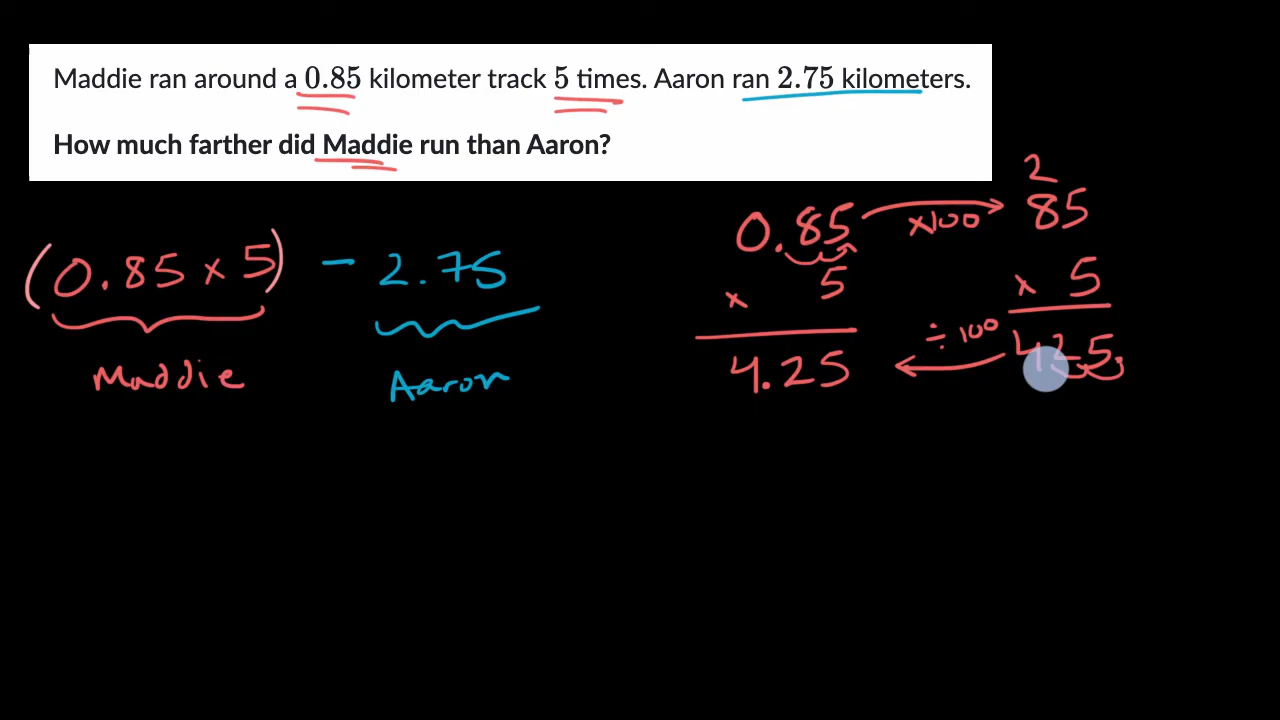 Maddie ran around a 0.85 kilometer track 5 times. Aaron ran 2.75 kilometers.
How much farther did Maddie run than Aaron?
(0.85 x 5) - 2.75
Maddie
Aaron
0.85
x 5
4.25
x100
÷100
2
85
x 5
425.